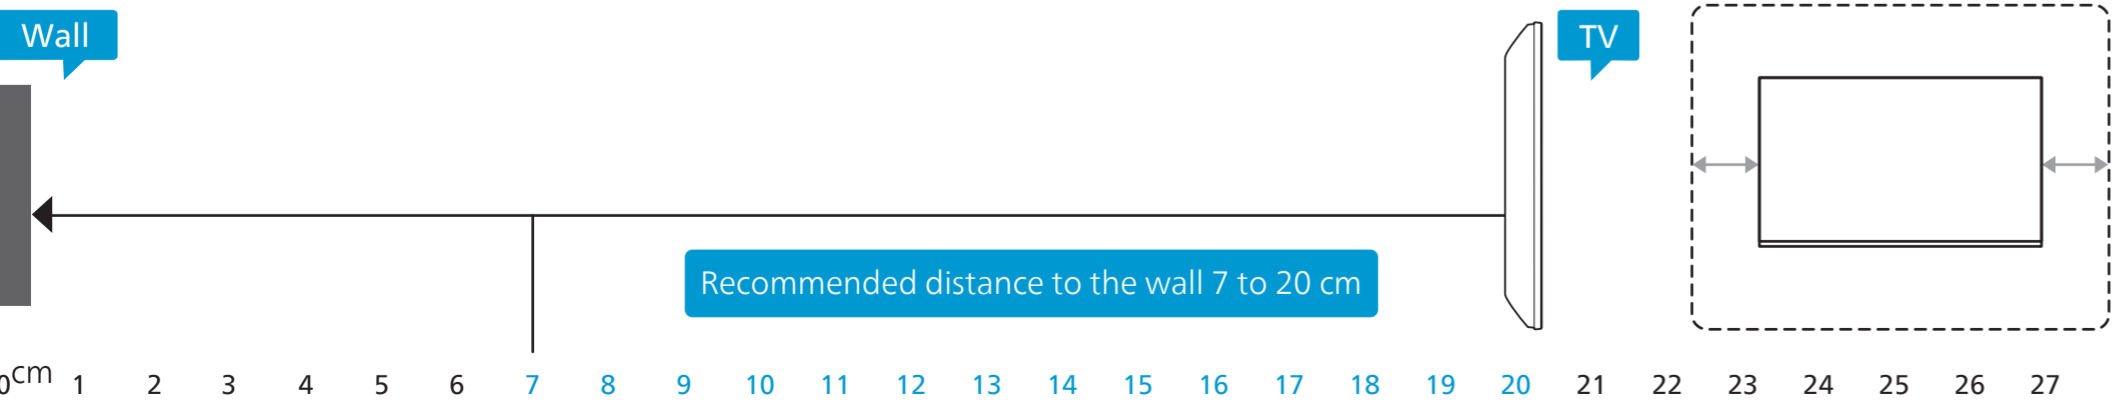 Wall
TV
Recommended distance to the wall 7 to 20 cm
0cm 1 2 3 4 5 6 7 8 9 10 11 12 13 14 15 16 17 18 19 20 21 22 23 24 25 26 27